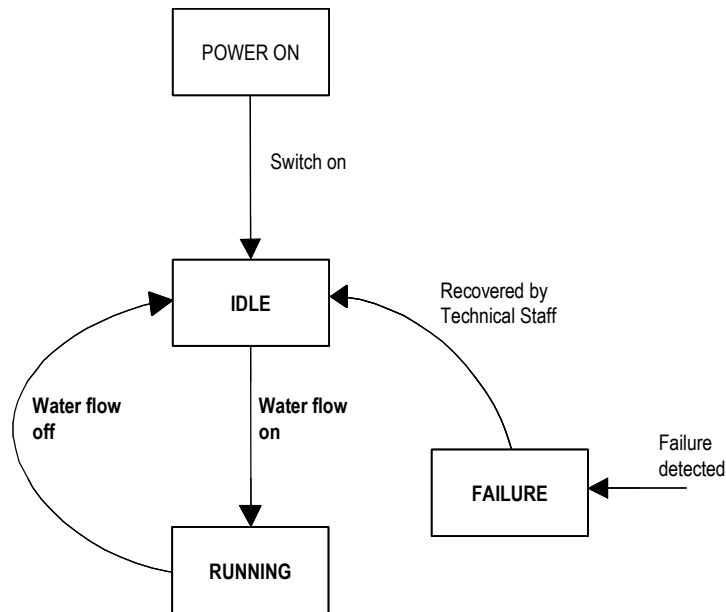 POWER ON
Switch on
IDLE
Recovered by
Technical Staff
Water flow
off
Water flow
on
Failure
detected
FAILURE
RUNNING